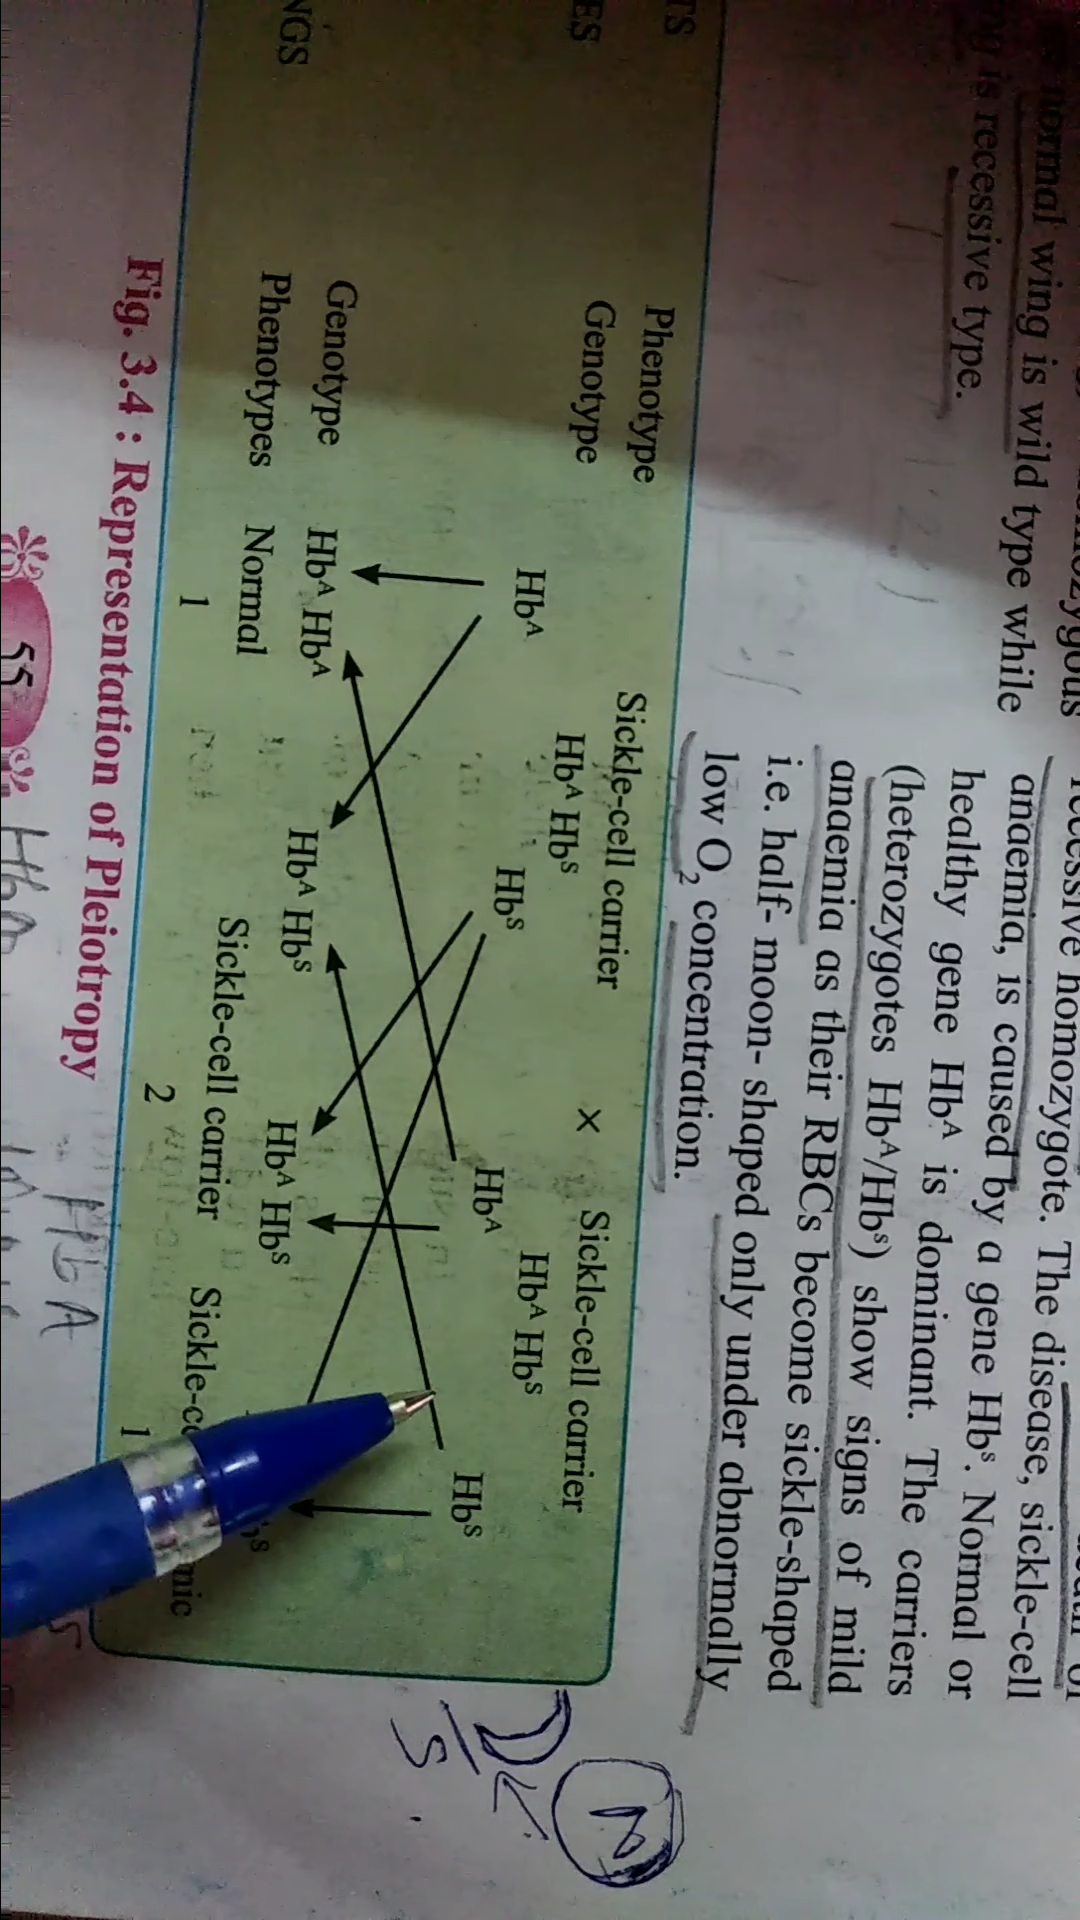 normal wing is wild type while
is recessive type.
homozygote. The disease, sickle-cell
anaemia, is caused by a gene Hbˢ. Normal or
healthy gene Hbᴬ is dominant. The carriers
(heterozygotes Hbᴬ/Hbˢ) show signs of mild
anaemia as their RBCs become sickle-shaped
i.e. half- moon- shaped only under abnormally
low O₂ concentration.
Phenotype Sickle-cell carrier × Sickle-cell carrier
Genotype Hbᴬ Hbˢ Hbᴬ Hbˢ
Hbᴬ Hbˢ Hbᴬ Hbˢ
Genotype Hbᴬ Hbᴬ Hbᴬ Hbˢ Hbᴬ Hbˢ
Phenotypes Normal Sickle-cell carrier
1 2 1
Fig. 3.4 : Representation of Pleiotropy
55
N
D
S
HbA